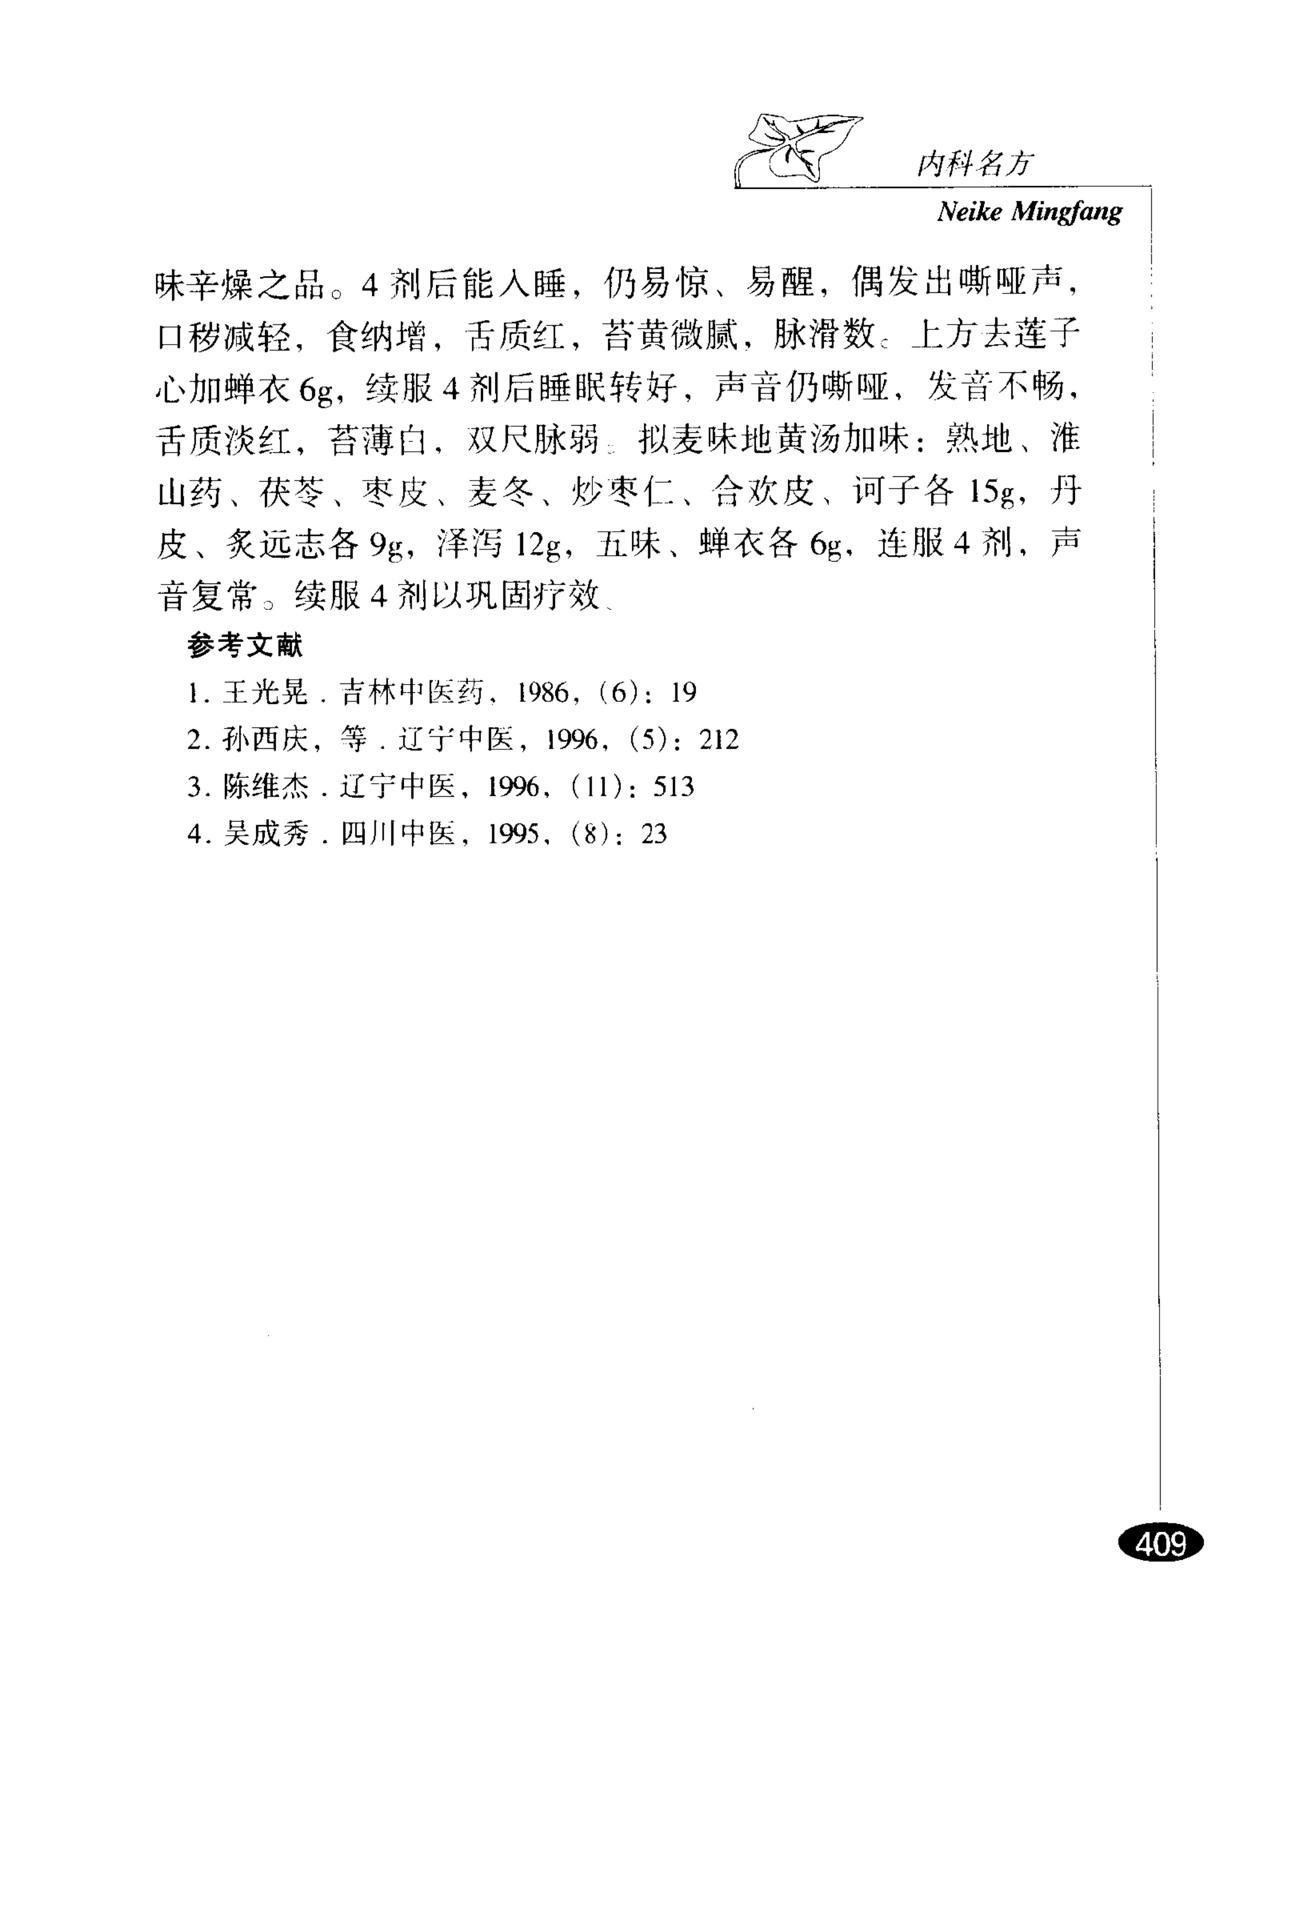 内科名方
Neike Mingfang
味辛燥之品。4 剂后能入睡，仍易惊、易醒，偶发出嘶哑声，
口秽减轻，食纳增，舌质红，苔黄微腻，脉滑数。上方去莲子
心加蝉衣 6g，续服 4 剂后睡眠转好，声音仍嘶哑，发音不畅，
舌质淡红，苔薄白，双尺脉弱。拟麦味地黄汤加味：熟地、淮
山药、茯苓、枣皮、麦冬、炒枣仁、合欢皮、诃子各 15g，丹
皮、炙远志各 9g，泽泻 12g，五味、蝉衣各 6g，连服 4 剂，声
音复常。续服 4 剂以巩固疗效。
参考文献
1. 王光晃．吉林中医药，1986，(6)：19
2. 孙西庆，等．辽宁中医，1996，(5)：212
3. 陈维杰．辽宁中医，1996，(11)：513
4. 吴成秀．四川中医，1995，(8)：23
409